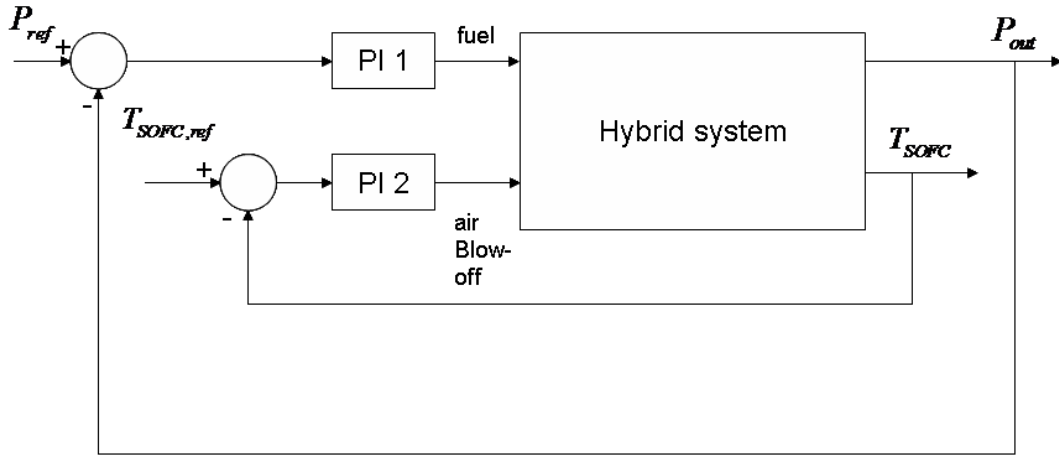 P_ref
+
-
T_SOFC,ref
+
-
PI 1
fuel
PI 2
air
Blow-
off
Hybrid system
P_out
T_SOFC